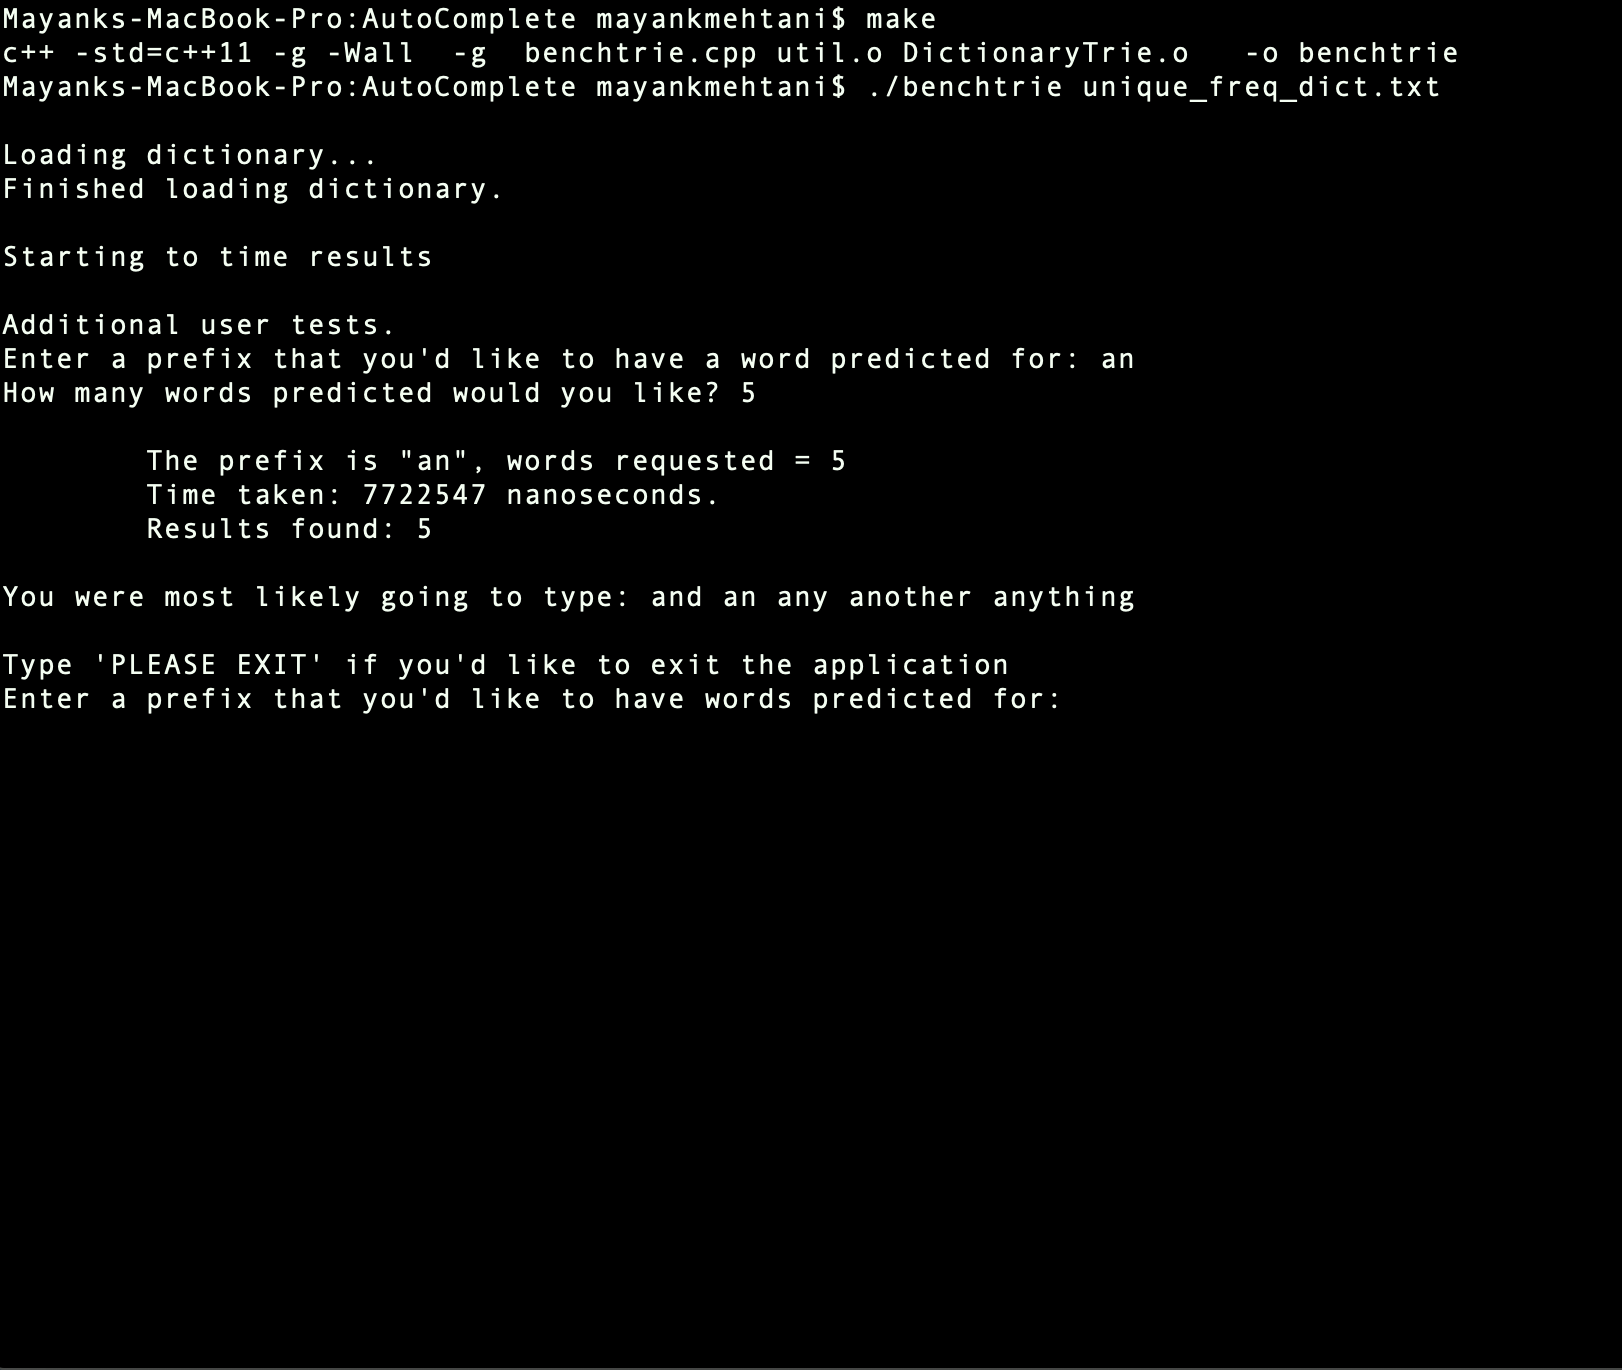 Mayanks-MacBook-Pro:AutoComplete mayankmehtani$ make
c++ -std=c++11 -g -Wall  -g  benchtrie.cpp util.o DictionaryTrie.o   -o benchtrie
Mayanks-MacBook-Pro:AutoComplete mayankmehtani$ ./benchtrie unique_freq_dict.txt

Loading dictionary...
Finished loading dictionary.

Starting to time results

Additional user tests.
Enter a prefix that you'd like to have a word predicted for: an
How many words predicted would you like? 5

        The prefix is "an", words requested = 5
        Time taken: 7722547 nanoseconds.
        Results found: 5

You were most likely going to type: and an any another anything

Type 'PLEASE EXIT' if you'd like to exit the application
Enter a prefix that you'd like to have words predicted for: